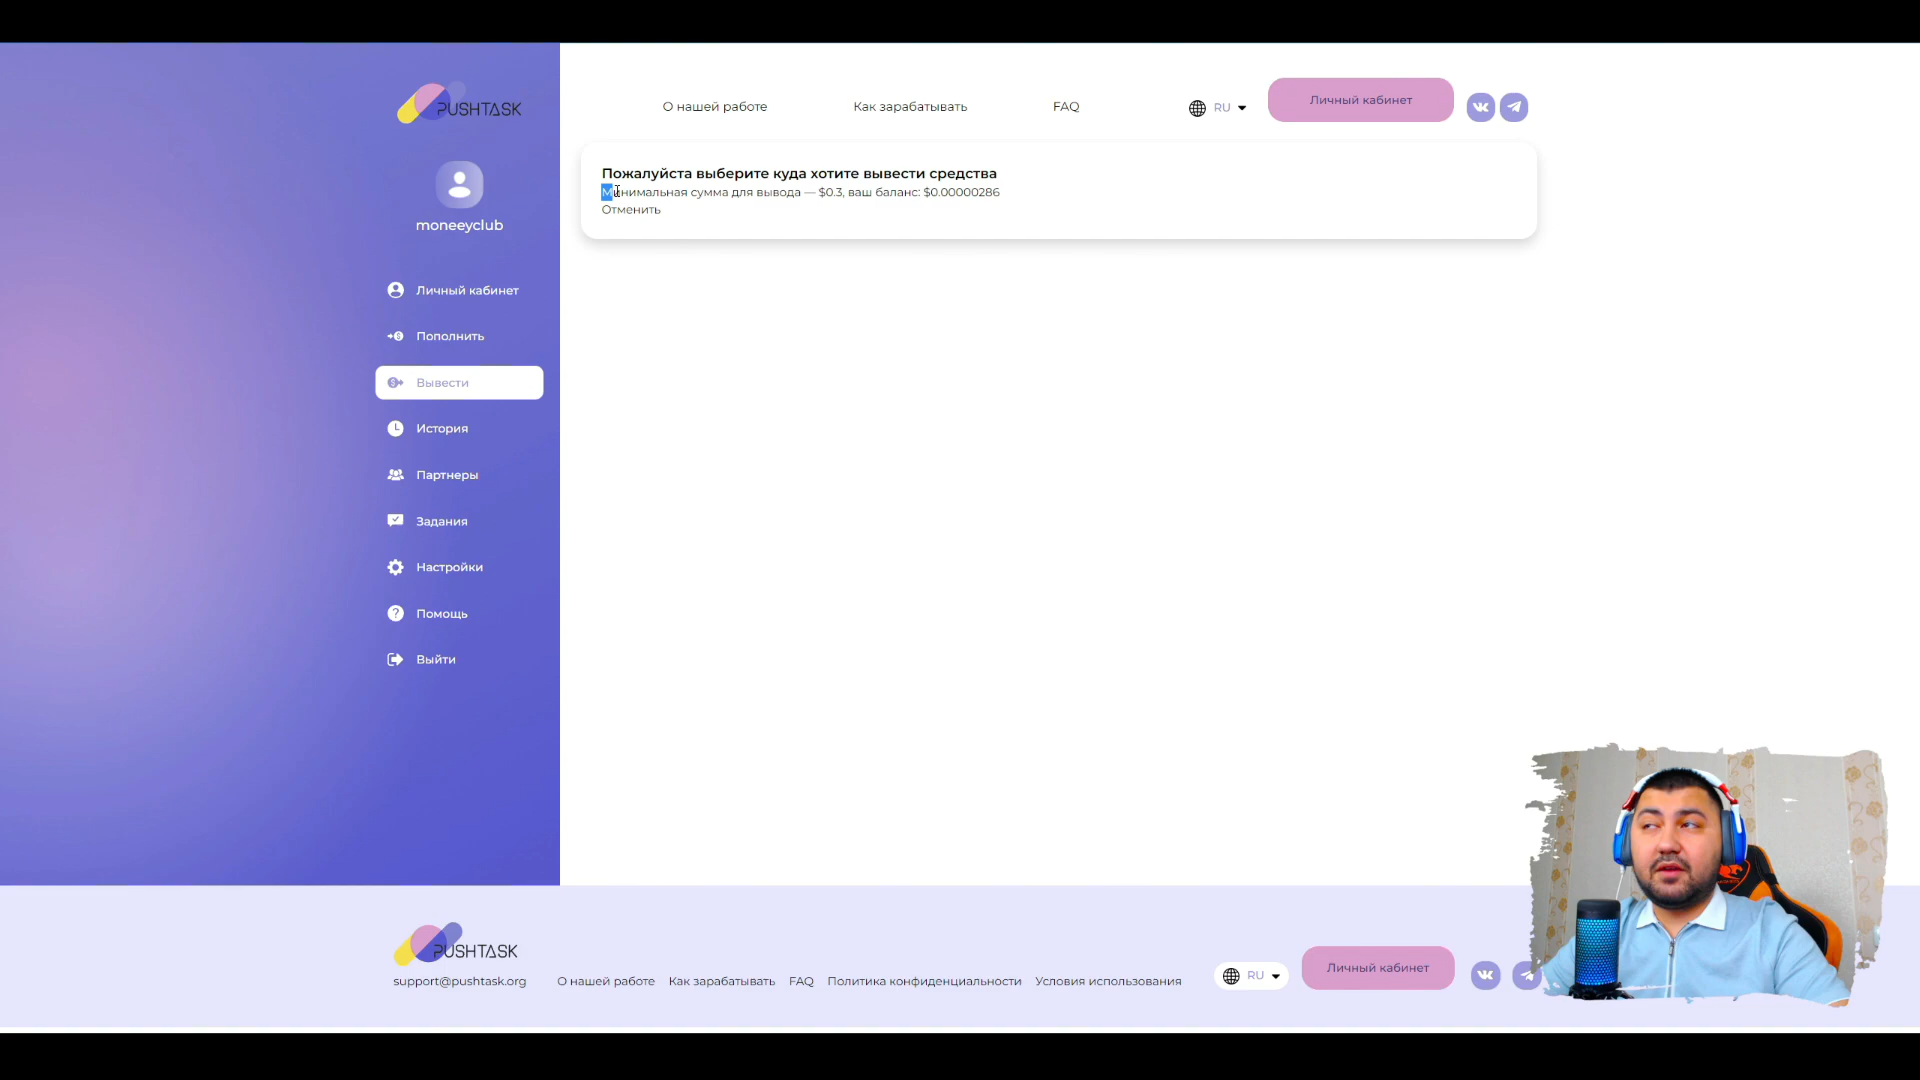 PUSHTASK
О нашей работе
Как зарабатывать
FAQ
RU
Личный кабинет
moneeyclub
Личный кабинет
Пополнить
Вывести
История
Партнеры
Задания
Настройки
Помощь
Выйти
Пожалуйста выберите куда хотите вывести средства
Минимальная сумма для вывода — $0.3, ваш баланс: $0.00000286
Отменить
PUSHTASK
support@pushtask.org
О нашей работе
Как зарабатывать
FAQ
Политика конфиденциальности
Условия использования
RU
Личный кабинет